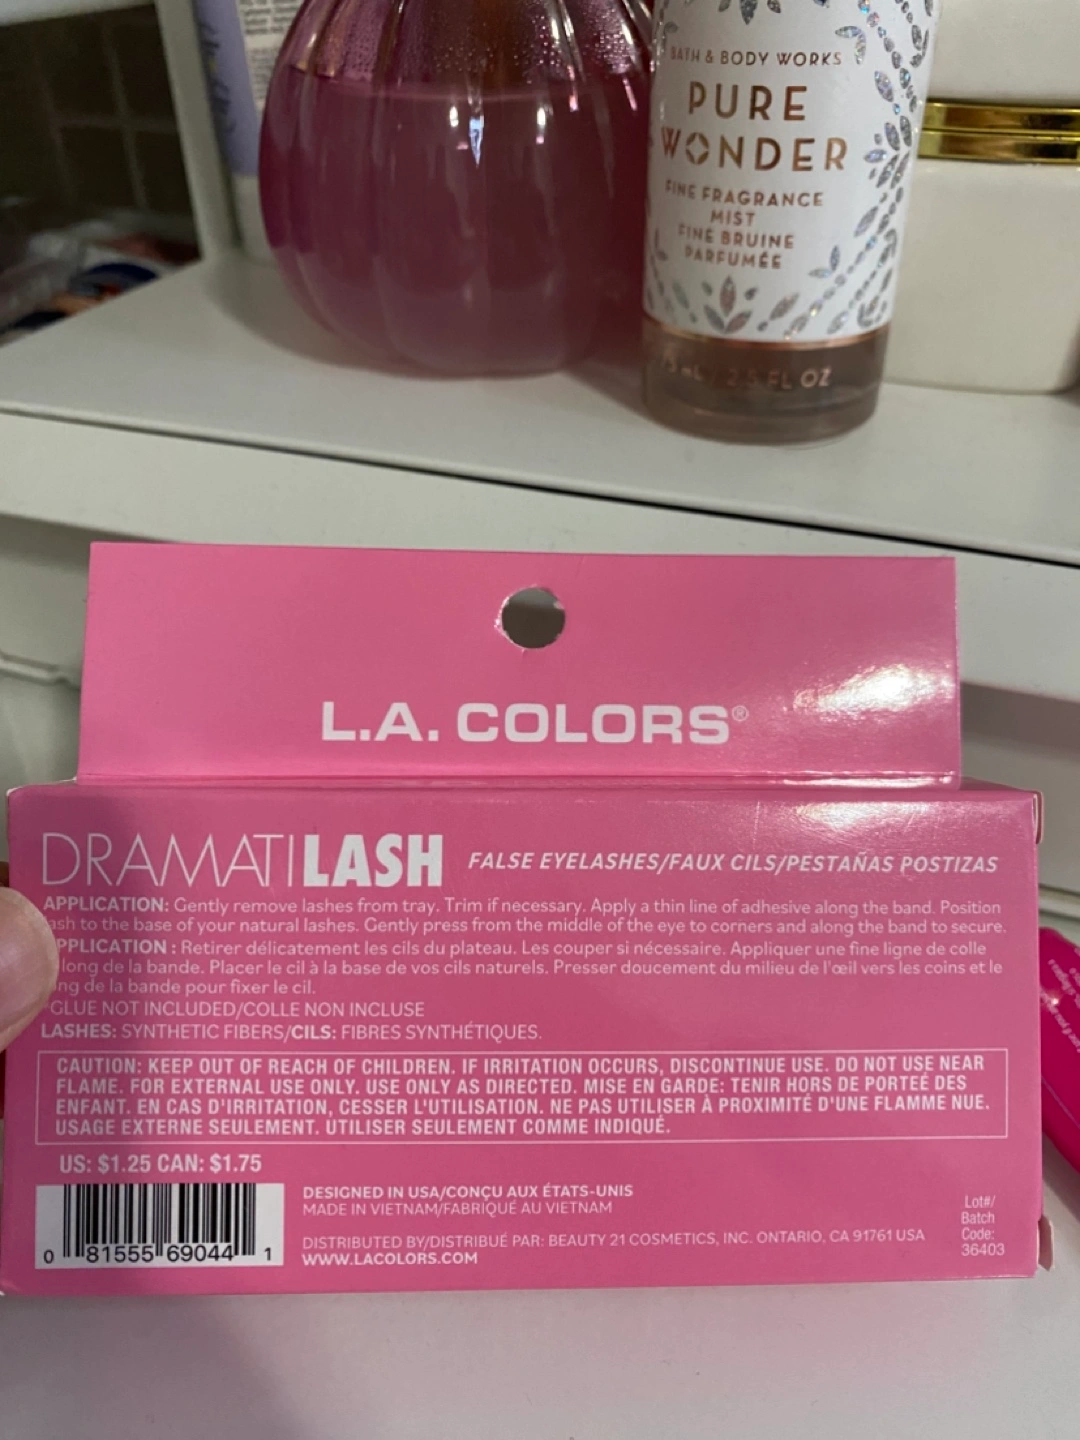 BATH & BODY WORKS
PURE
WONDER
FINE FRAGRANCE
MIST
FINE BRUINE
PARFUMÉE
75 mL / 2.5 FL OZ
L.A. COLORS®
DRAMATILASH FALSE EYELASHES/FAUX CILS/PESTAÑAS POSTIZAS
APPLICATION: Gently remove lashes from tray. Trim if necessary. Apply a thin line of adhesive along the band. Position
to the base of your natural lashes. Gently press from the middle of the eye to corners and along the band to secure.
: Retirer délicatement les cils du plateau. Les couper si nécessaire. Appliquer une fine ligne de colle
long de la bande. Placer le cil à la base de vos cils naturels. Presser doucement du milieu de l'œil vers les coins et le
de la bande pour fixer le cil.
GLUE NOT INCLUDED/COLLE NON INCLUSE
LASHES: SYNTHETIC FIBERS/CILS: FIBRES SYNTHÉTIQUES.
CAUTION: KEEP OUT OF REACH OF CHILDREN. IF IRRITATION OCCURS, DISCONTINUE USE. DO NOT USE NEAR
FLAME. FOR EXTERNAL USE ONLY. USE ONLY AS DIRECTED. MISE EN GARDE: TENIR HORS DE PORTEÉ DES
ENFANT. EN CAS D'IRRITATION, CESSER L'UTILISATION. NE PAS UTILISER À PROXIMITÉ D'UNE FLAMME NUE.
USAGE EXTERNE SEULEMENT. UTILISER SEULEMENT COMME INDIQUÉ.
US: $1.25 CAN: $1.75
0 81555 69044 1
DESIGNED IN USA/CONÇU AUX ÉTATS-UNIS
MADE IN VIETNAM/FABRIQUÉ AU VIETNAM
DISTRIBUTED BY/DISTRIBUÉ PAR: BEAUTY 21 COSMETICS, INC. ONTARIO, CA 91761 USA
WWW.LACOLORS.COM
Lot#/
Batch
Code:
36403